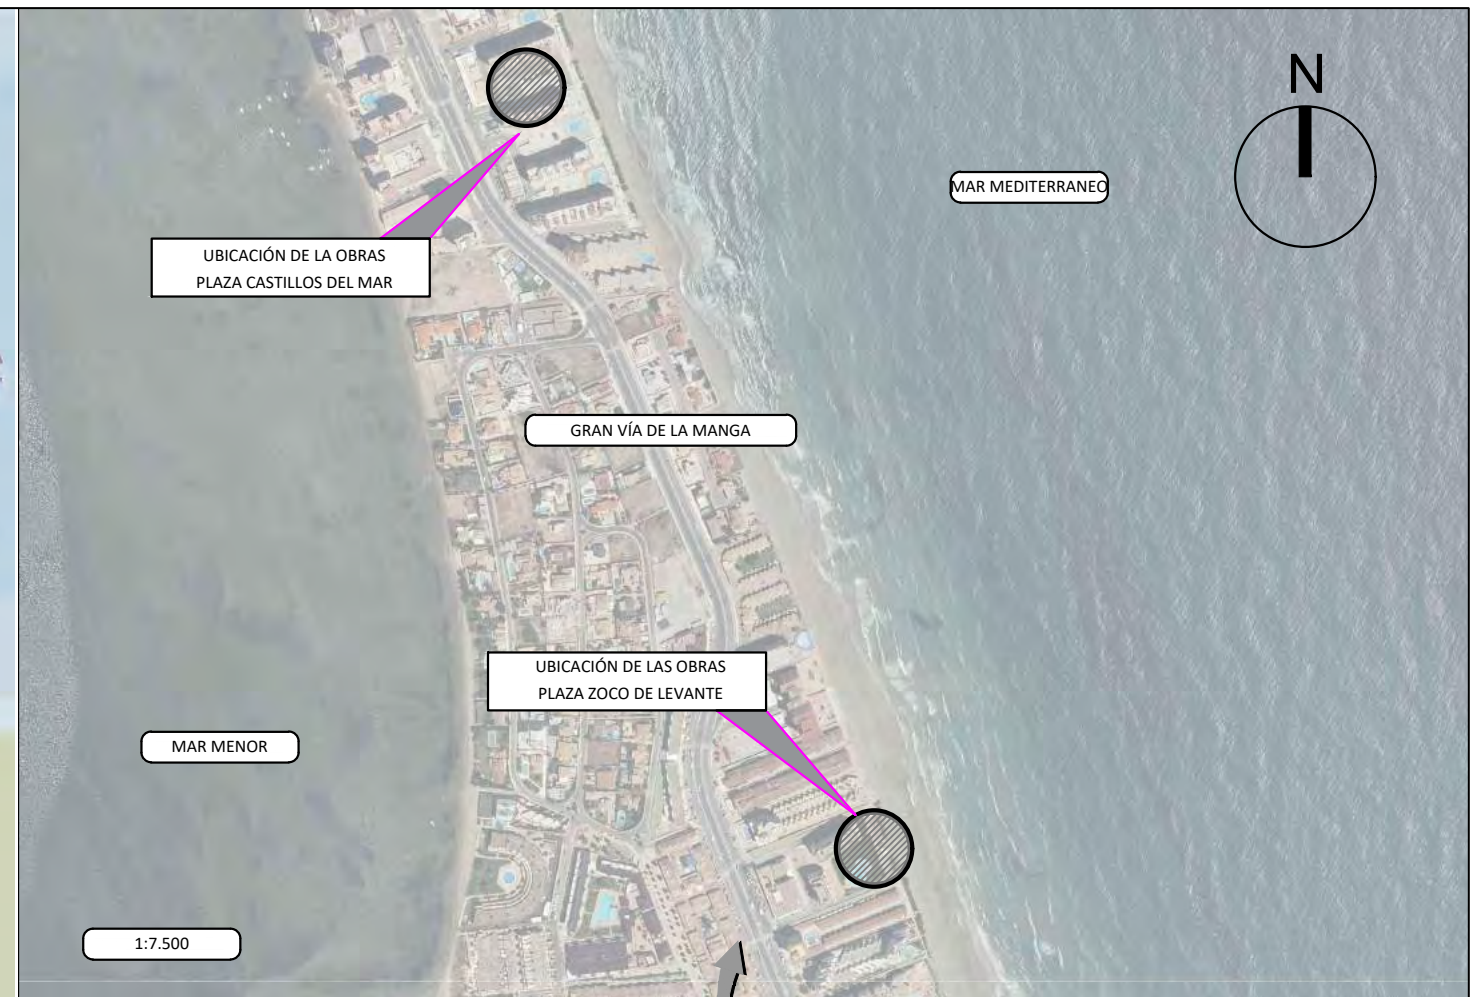 N
MAR MEDITERRANEO
UBICACIÓN DE LA OBRAS
PLAZA CASTILLOS DEL MAR
GRAN VÍA DE LA MANGA
UBICACIÓN DE LAS OBRAS
PLAZA ZOCO DE LEVANTE
MAR MENOR
1:7.500